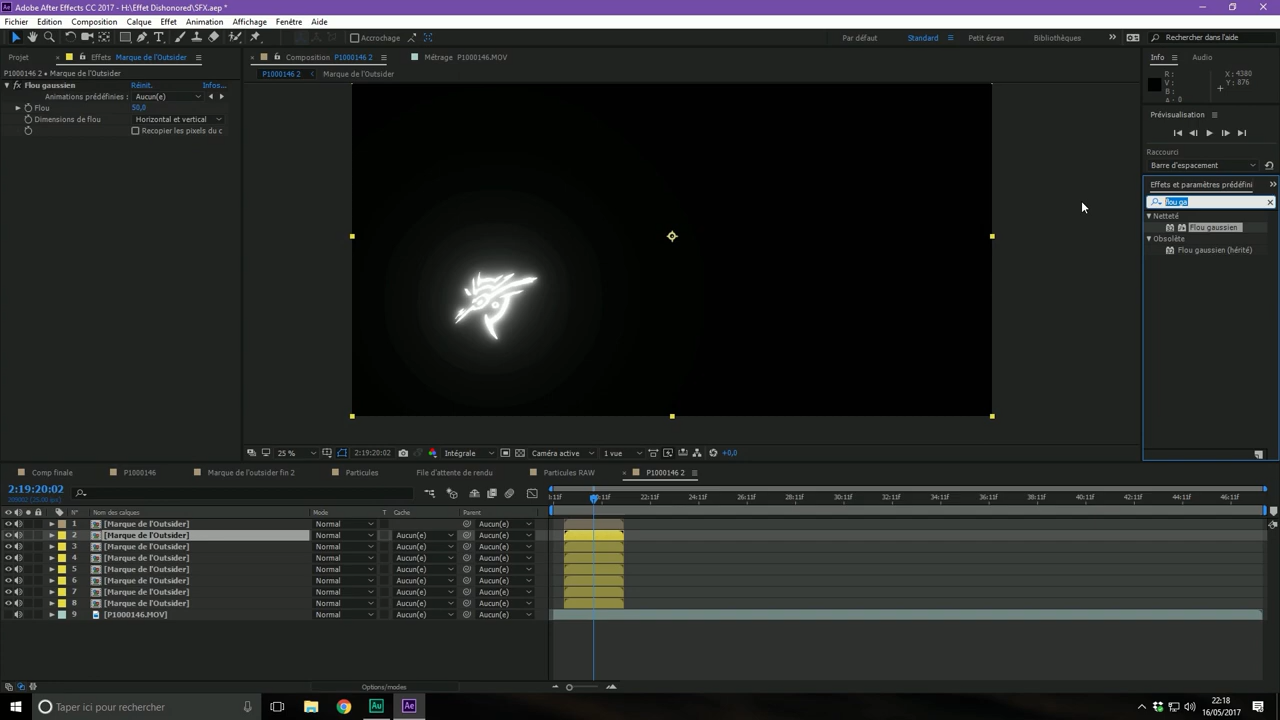 Adobe After Effects CC 2017 - H:\Effet Dishonored\SFX.aep *
Fichier Edition Composition Calque Effet Animation Affichage Fenêtre Aide
Accrochage Par défaut Standard Petit écran Bibliothèques Rechercher dans l'aide
Projet Effets Marque de l'Outsider Composition P1000146 2 Métrage P1000146.MOV Info Audio
P1000146 2 • Marque de l'Outsider P1000146 2 Marque de l'Outsider
Flou gaussien Réinit. Infos...
Animations prédéfinies : Aucun(e)
Flou 50,0
Dimensions de flou Horizontal et vertical
Recopier les pixels du c
R :
V :
B :
A : 0
X : 4380
Y : 876
Prévisualisation
Raccourci
Barre d'espacement
Effets et paramètres prédéfini
flou ga
Netteté
Flou gaussien
Obsolète
Flou gaussien (hérité)
25 % 2:19:20:02 Intégrale Caméra active 1 vue +0,0
Comp finale P1000146 Marque de l'outsider fin 2 Particules File d'attente de rendu Particules RAW P1000146 2
2:19:20:02
22:11f 24:11f 26:11f 28:11f 30:11f 32:11f 34:11f 36:11f 38:11f 40:11f 42:11f 44:11f 46:11f
N° Nom des calques Mode T Cache Parent
1 [Marque de l'Outsider] Normal Aucun(e)
2 [Marque de l'Outsider] Normal Aucun(e) Aucun(e)
3 [Marque de l'Outsider] Normal Aucun(e) Aucun(e)
4 [Marque de l'Outsider] Normal Aucun(e) Aucun(e)
5 [Marque de l'Outsider] Normal Aucun(e) Aucun(e)
6 [Marque de l'Outsider] Normal Aucun(e) Aucun(e)
7 [Marque de l'Outsider] Normal Aucun(e) Aucun(e)
8 [Marque de l'Outsider] Normal Aucun(e) Aucun(e)
9 [P1000146.MOV] Normal Aucun(e) Aucun(e)
Options/modes
Taper ici pour rechercher Au Ae 22:18
16/05/2017